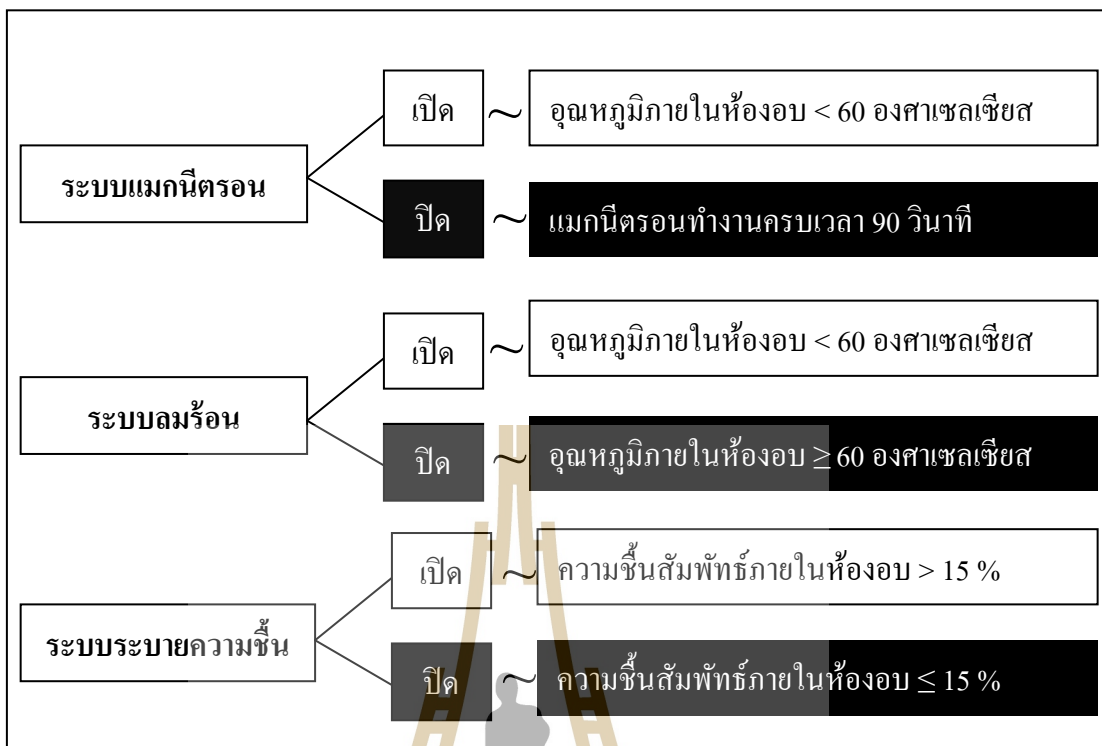 เปิด ~ อุณหภูมิภายในห้องอบ < 60 องศาเซลเซียส
ระบบแมกนีตรอน
ปิด ~ แมกนีตรอนทำงานครบเวลา 90 วินาที
เปิด ~ อุณหภูมิภายในห้องอบ < 60 องศาเซลเซียส
ระบบลมร้อน
ปิด ~ อุณหภูมิภายในห้องอบ ≥ 60 องศาเซลเซียส
เปิด ~ ความชื้นสัมพัทธ์ภายในห้องอบ > 15 %
ระบบระบายความชื้น
ปิด ~ ความชื้นสัมพัทธ์ภายในห้องอบ ≤ 15 %